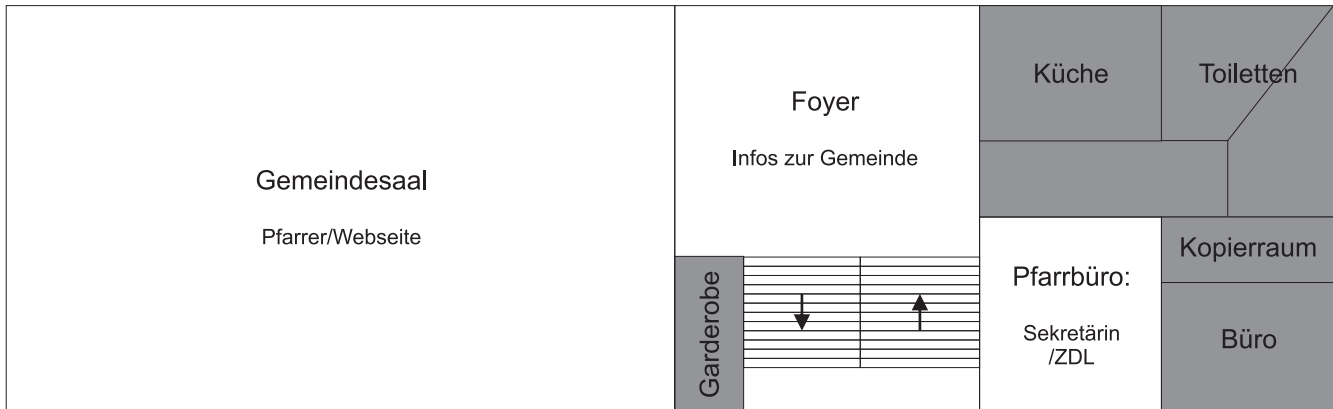 Gemeindesaal
Pfarrer/Webseite
Foyer
Infos zur Gemeinde
Küche
Toiletten
Garderobe
Pfarrbüro:
Sekretärin
/ZDL
Kopierraum
Büro